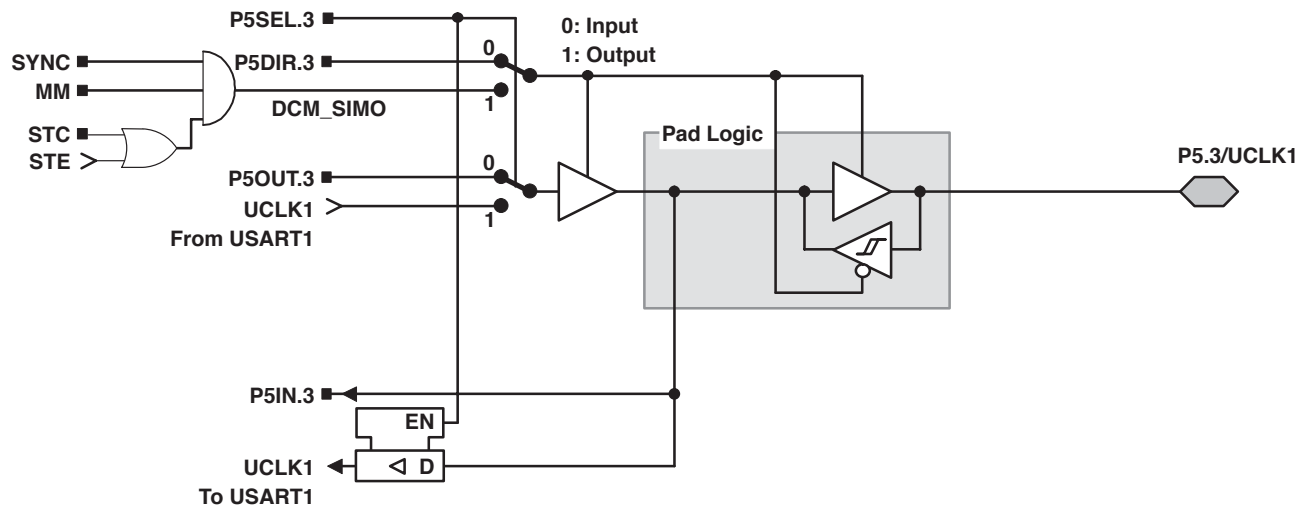 P5SEL.3
0: Input
1: Output
SYNC
P5DIR.3
0
MM
1
DCM_SIMO
STC
STE
Pad Logic
P5OUT.3
0
P5.3/UCLK1
UCLK1
1
From USART1
P5IN.3
EN
UCLK1
D
To USART1